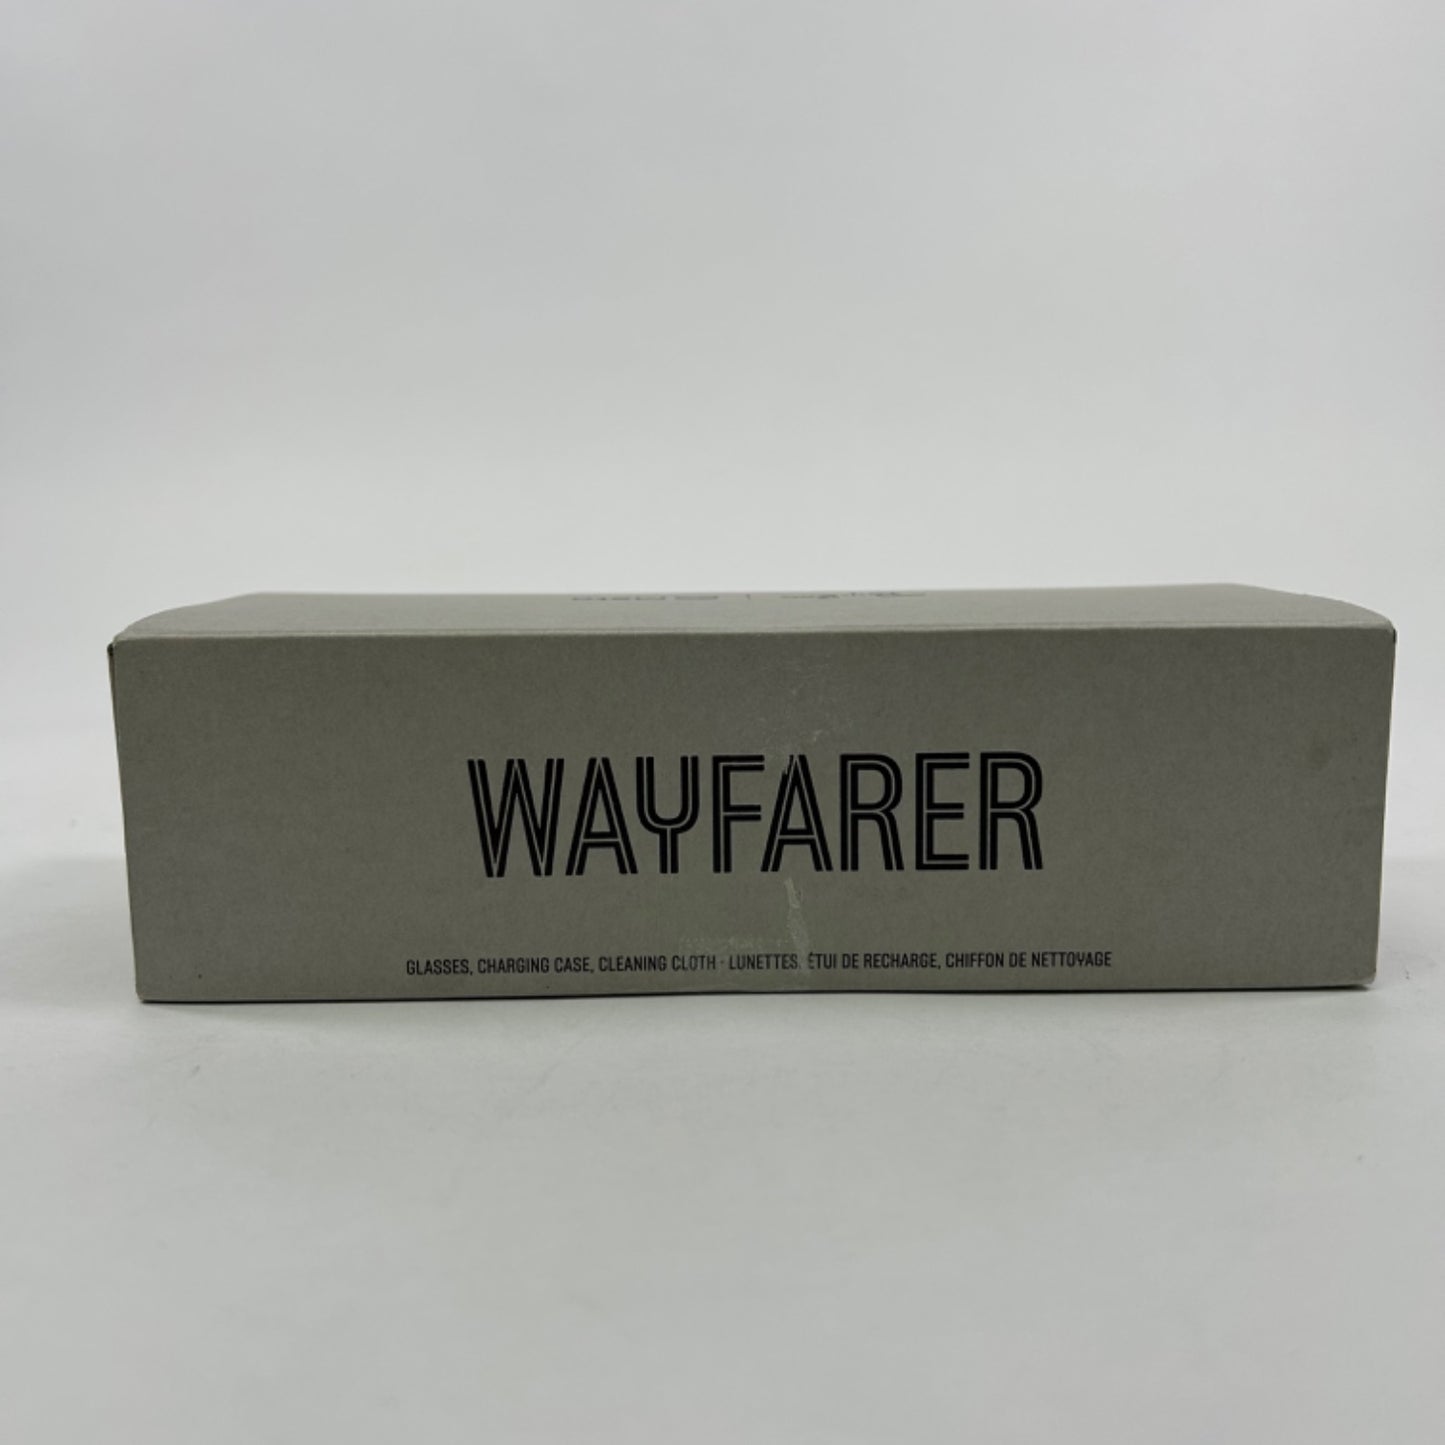 WAYFARER
GLASSES, CHARGING CASE, CLEANING CLOTH · LUNETTES, ÉTUI DE RECHARGE, CHIFFON DE NETTOYAGE